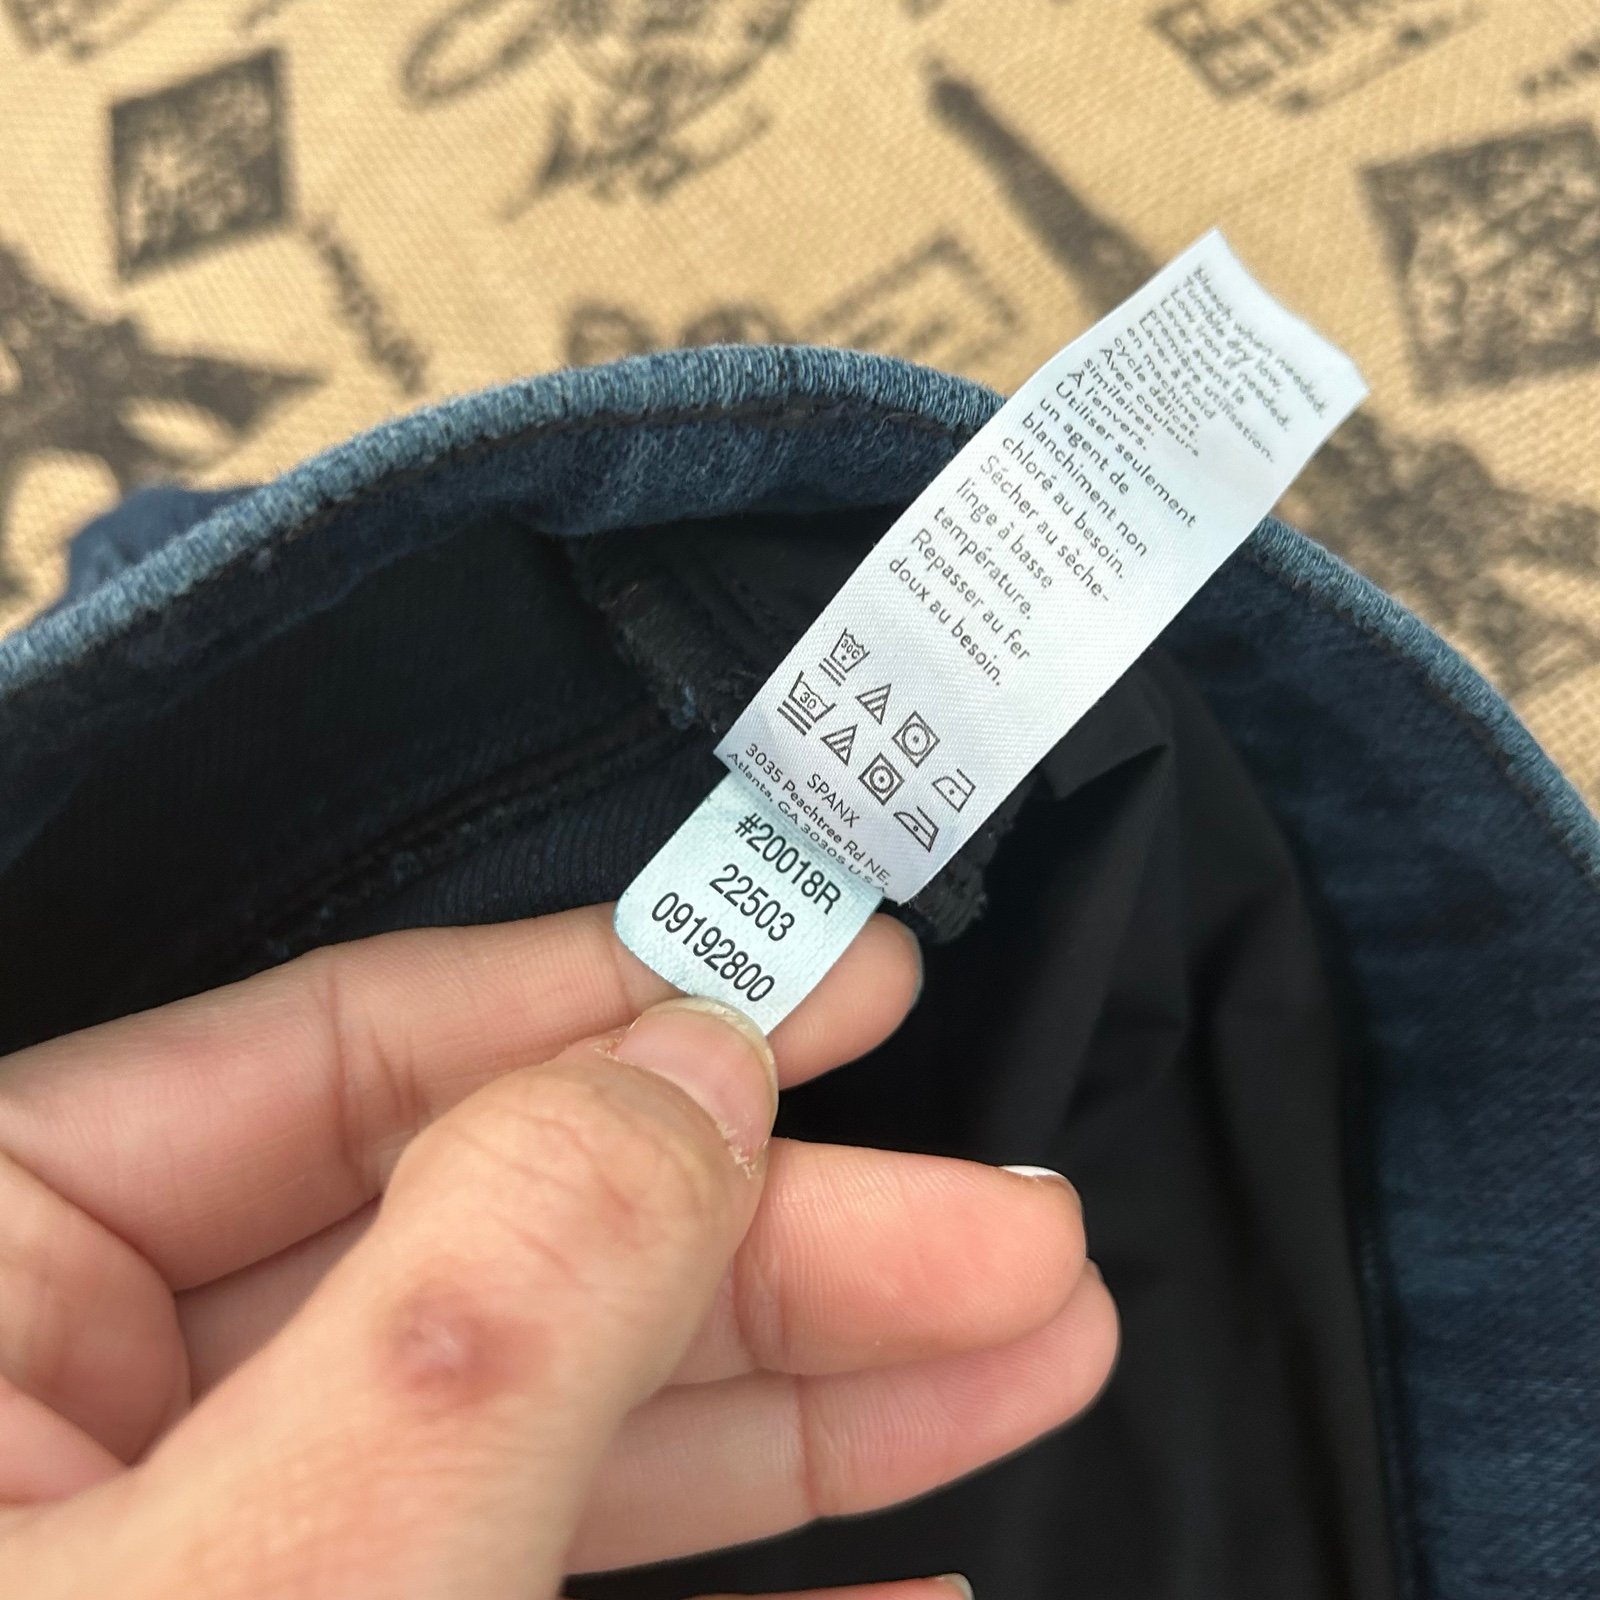 bleach when needed.
Tumble dry low.
Low iron if needed.
Laver avant la
première utilisation.
Laver à froid
en machine,
cycle délicat.
Avec couleurs
similaires.
À l'envers.
Utiliser seulement
un agent de
blanchiment non
chloré au besoin.
Sécher au sèche-
linge à basse
température.
Repasser au fer
doux au besoin.
30C
30
SPANX
3035 Peachtree Rd NE,
Atlanta, GA 30305 U.S.A
#20018R
22503
09192800